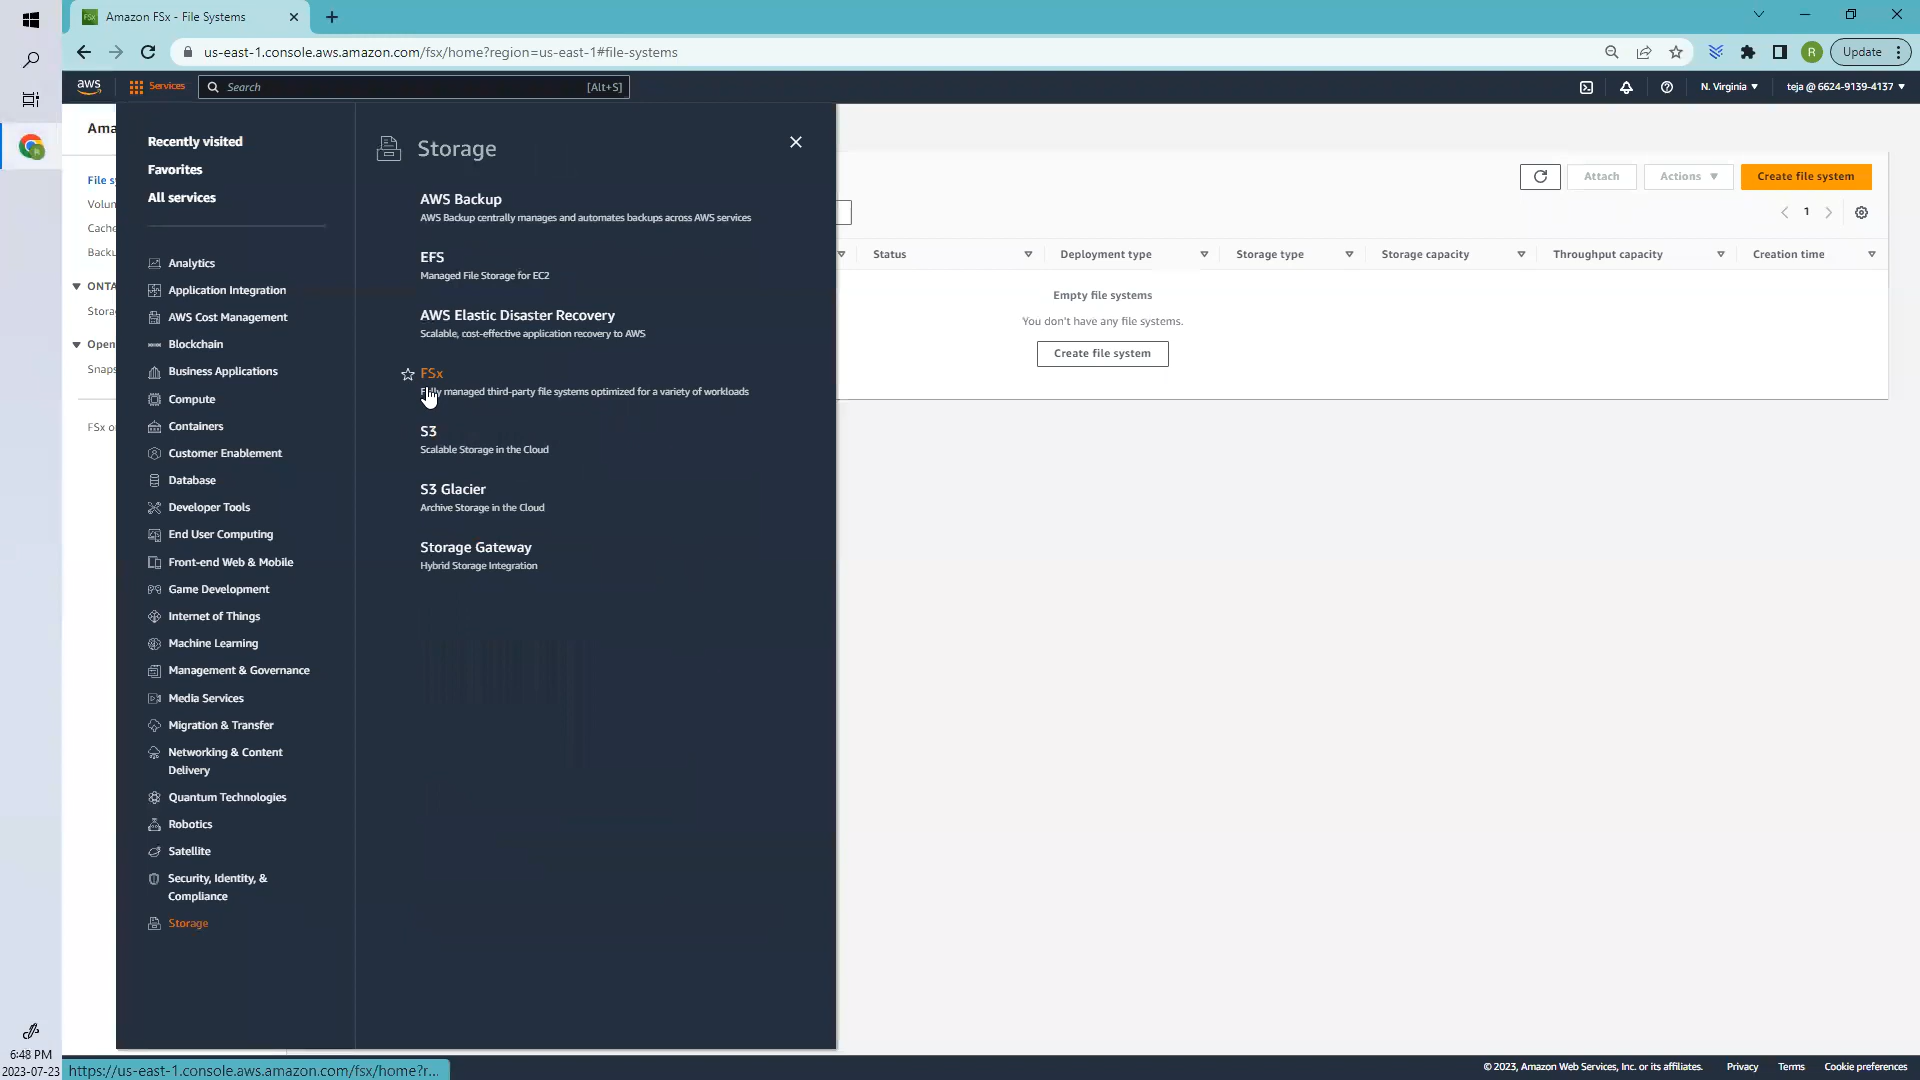 Amazon FSx - File Systems
us-east-1.console.aws.amazon.com/fsx/home?region=us-east-1#file-systems
R
Update
aws
Services
Search
[Alt+S]
N. Virginia
teja @ 6624-9139-4137
Ama
File sy
Volun
Cache
Backu
ONTA
Storag
Open
Snaps
FSx o
Recently visited
Favorites
All services
Analytics
Application Integration
AWS Cost Management
Blockchain
Business Applications
Compute
Containers
Customer Enablement
Database
Developer Tools
End User Computing
Front-end Web & Mobile
Game Development
Internet of Things
Machine Learning
Management & Governance
Media Services
Migration & Transfer
Networking & Content
Delivery
Quantum Technologies
Robotics
Satellite
Security, Identity, &
Compliance
Storage
Storage
AWS Backup
AWS Backup centrally manages and automates backups across AWS services
EFS
Managed File Storage for EC2
AWS Elastic Disaster Recovery
Scalable, cost-effective application recovery to AWS
FSx
Fully managed third-party file systems optimized for a variety of workloads
S3
Scalable Storage in the Cloud
S3 Glacier
Archive Storage in the Cloud
Storage Gateway
Hybrid Storage Integration
Attach
Actions
Create file system
1
Status
Deployment type
Storage type
Storage capacity
Throughput capacity
Creation time
Empty file systems
You don't have any file systems.
Create file system
6:48 PM
2023-07-23
https://us-east-1.console.aws.amazon.com/fsx/home?r...
© 2023, Amazon Web Services, Inc. or its affiliates.
Privacy
Terms
Cookie preferences